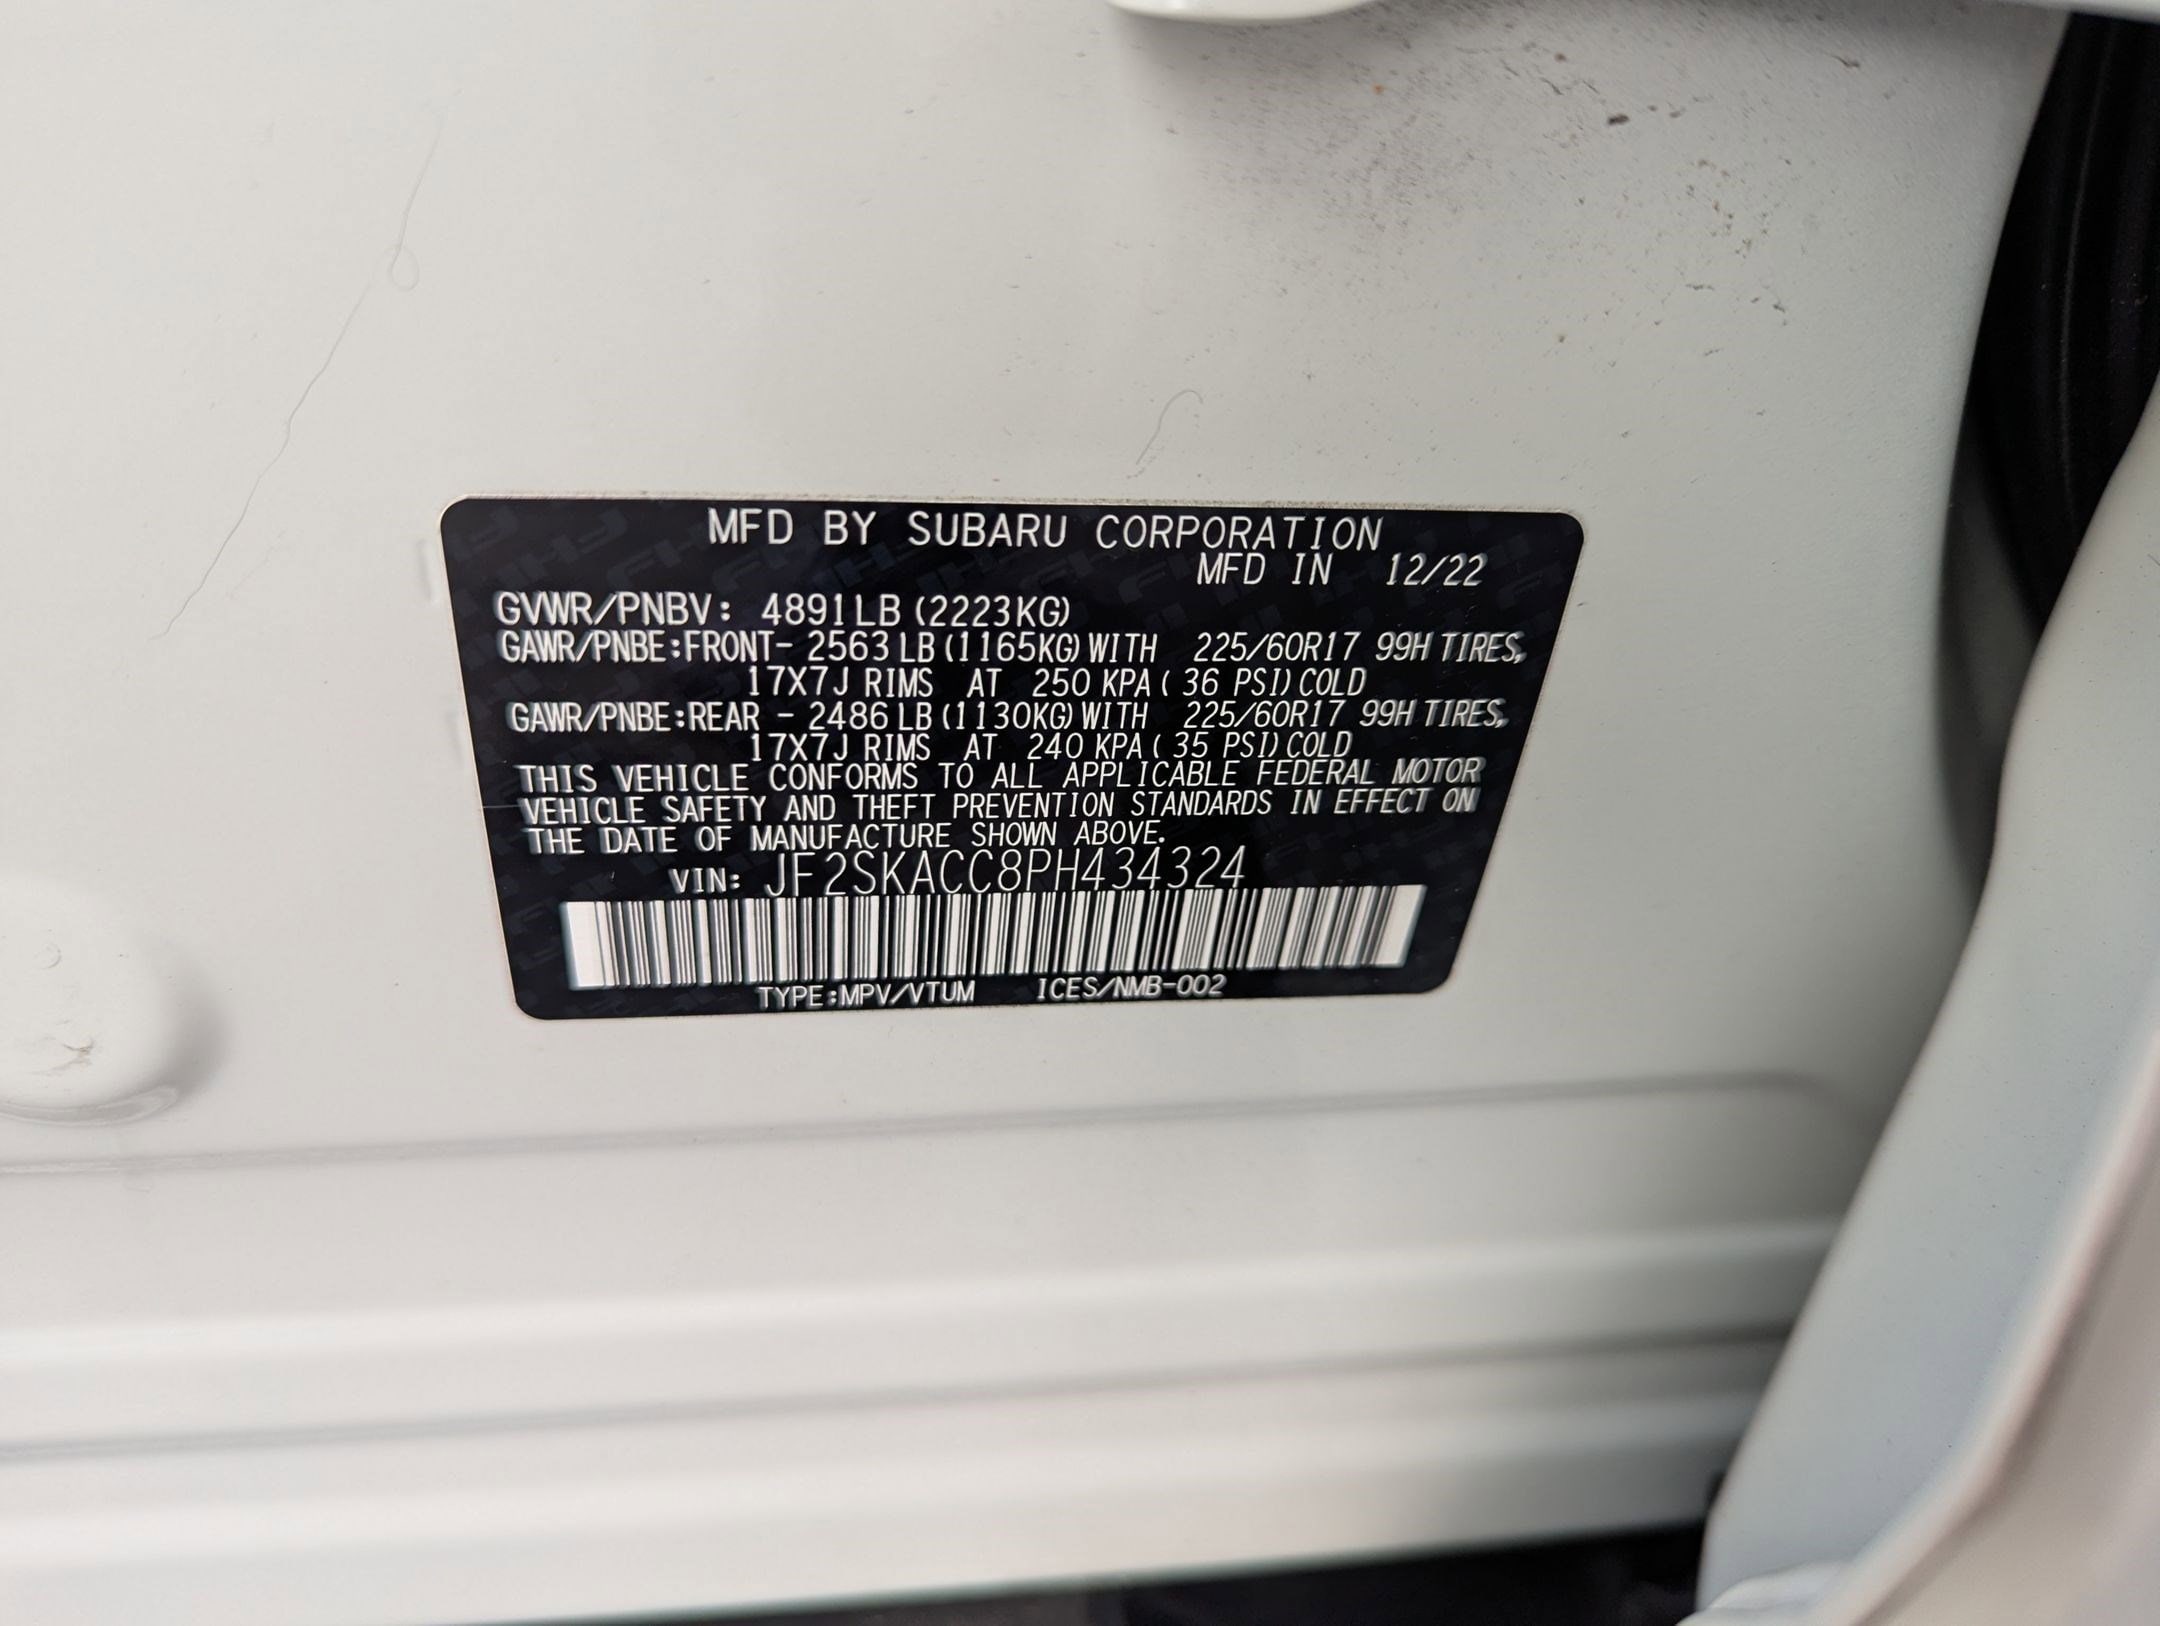 MFD BY SUBARU CORPORATION
MFD IN 12/22
GVWR/PNBV: 4891LB (2223KG)
GAWR/PNBE:FRONT- 2563 LB (1165KG) WITH 225/60R17 99H TIRES,
17X7J RIMS AT 250 KPA ( 36 PSI) COLD
GAWR/PNBE:REAR - 2486 LB (1130KG) WITH 225/60R17 99H TIRES,
17X7J RIMS AT 240 KPA ( 35 PSI) COLD
THIS VEHICLE CONFORMS TO ALL APPLICABLE FEDERAL MOTOR
VEHICLE SAFETY AND THEFT PREVENTION STANDARDS IN EFFECT ON
THE DATE OF MANUFACTURE SHOWN ABOVE.
VIN: JF2SKACC8PH434324
TYPE:MPV/VTUM ICES/NMB-002